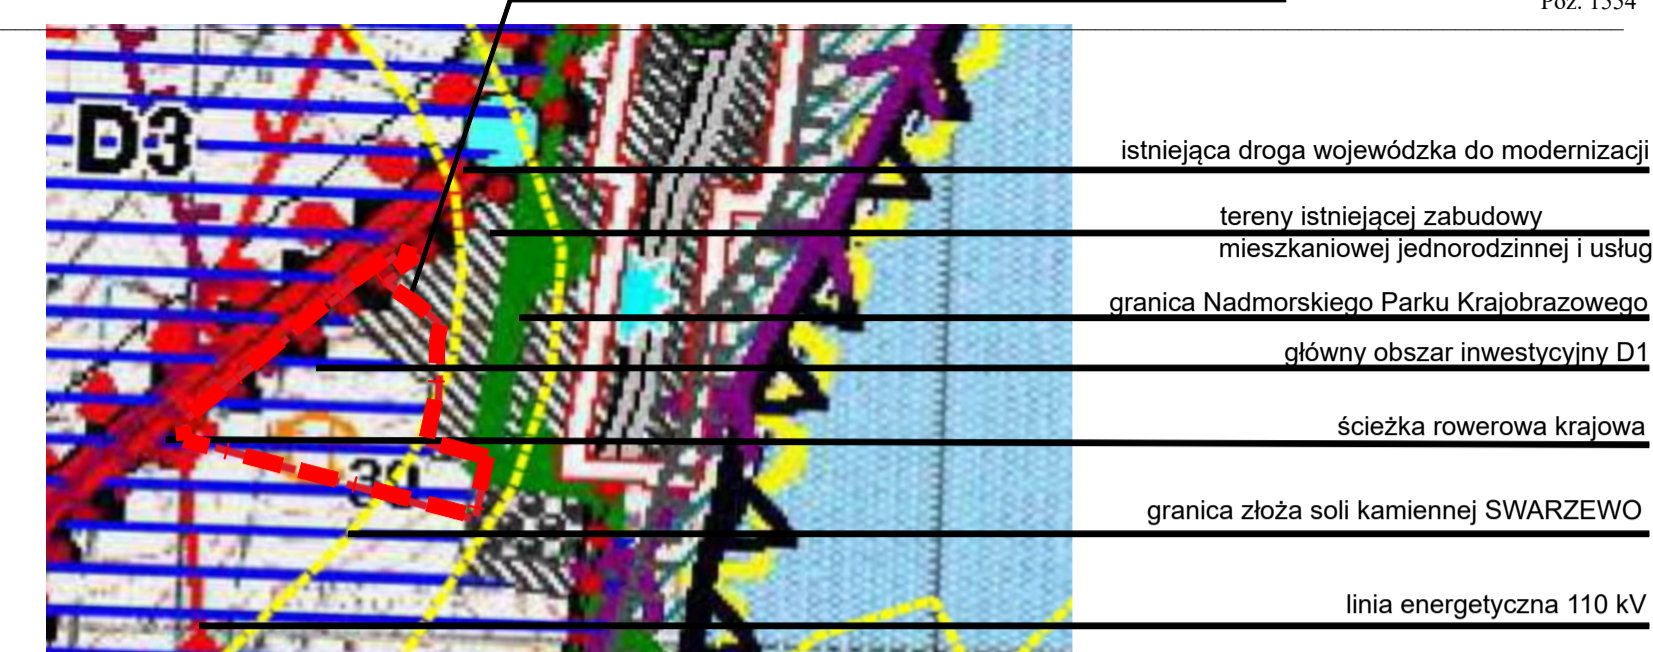 Poz. 1554
D3
istniejąca droga wojewódzka do modernizacji
tereny istniejącej zabudowy
mieszkaniowej jednorodzinnej i usług
granica Nadmorskiego Parku Krajobrazowego
główny obszar inwestycyjny D1
ścieżka rowerowa krajowa
granica złoża soli kamiennej SWARZEWO
linia energetyczna 110 kV